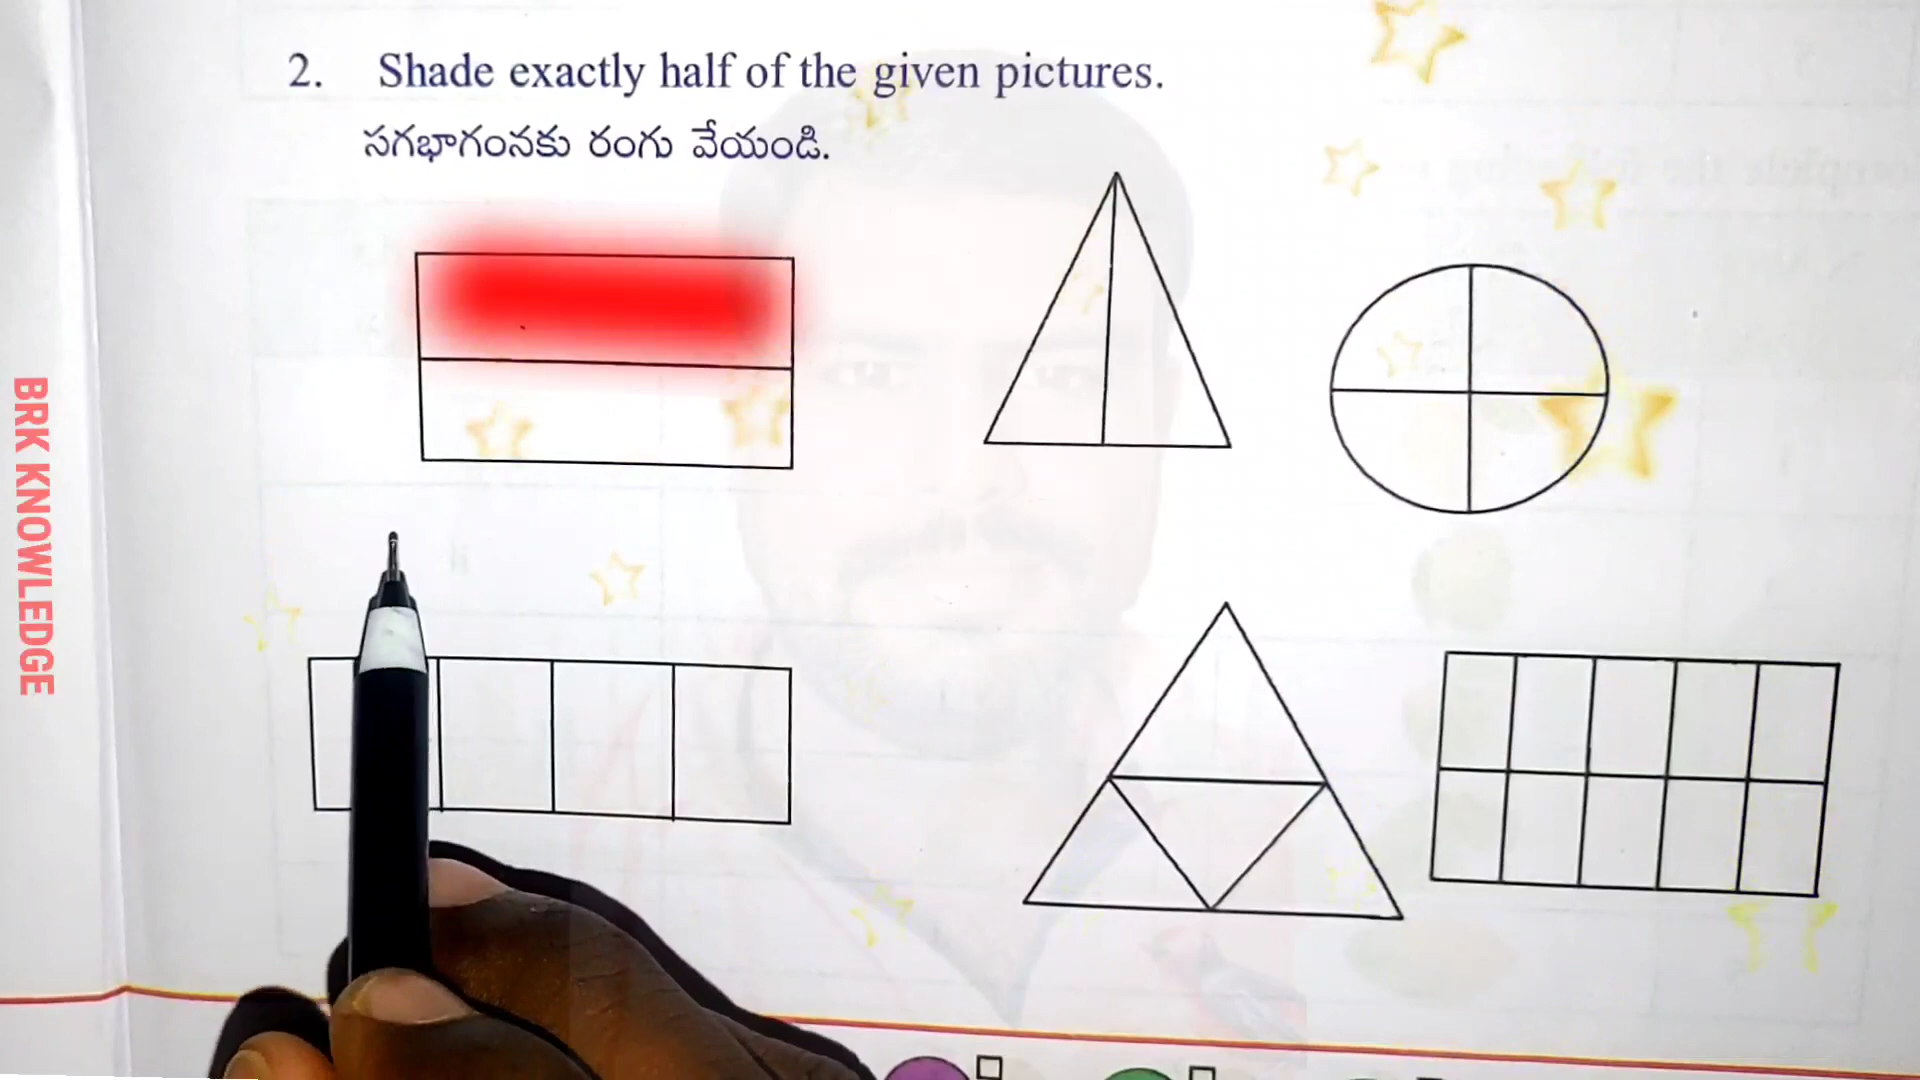 2. Shade exactly half of the given pictures.
సగభాగంనకు రంగు వేయండి.
BRK KNOWLEDGE